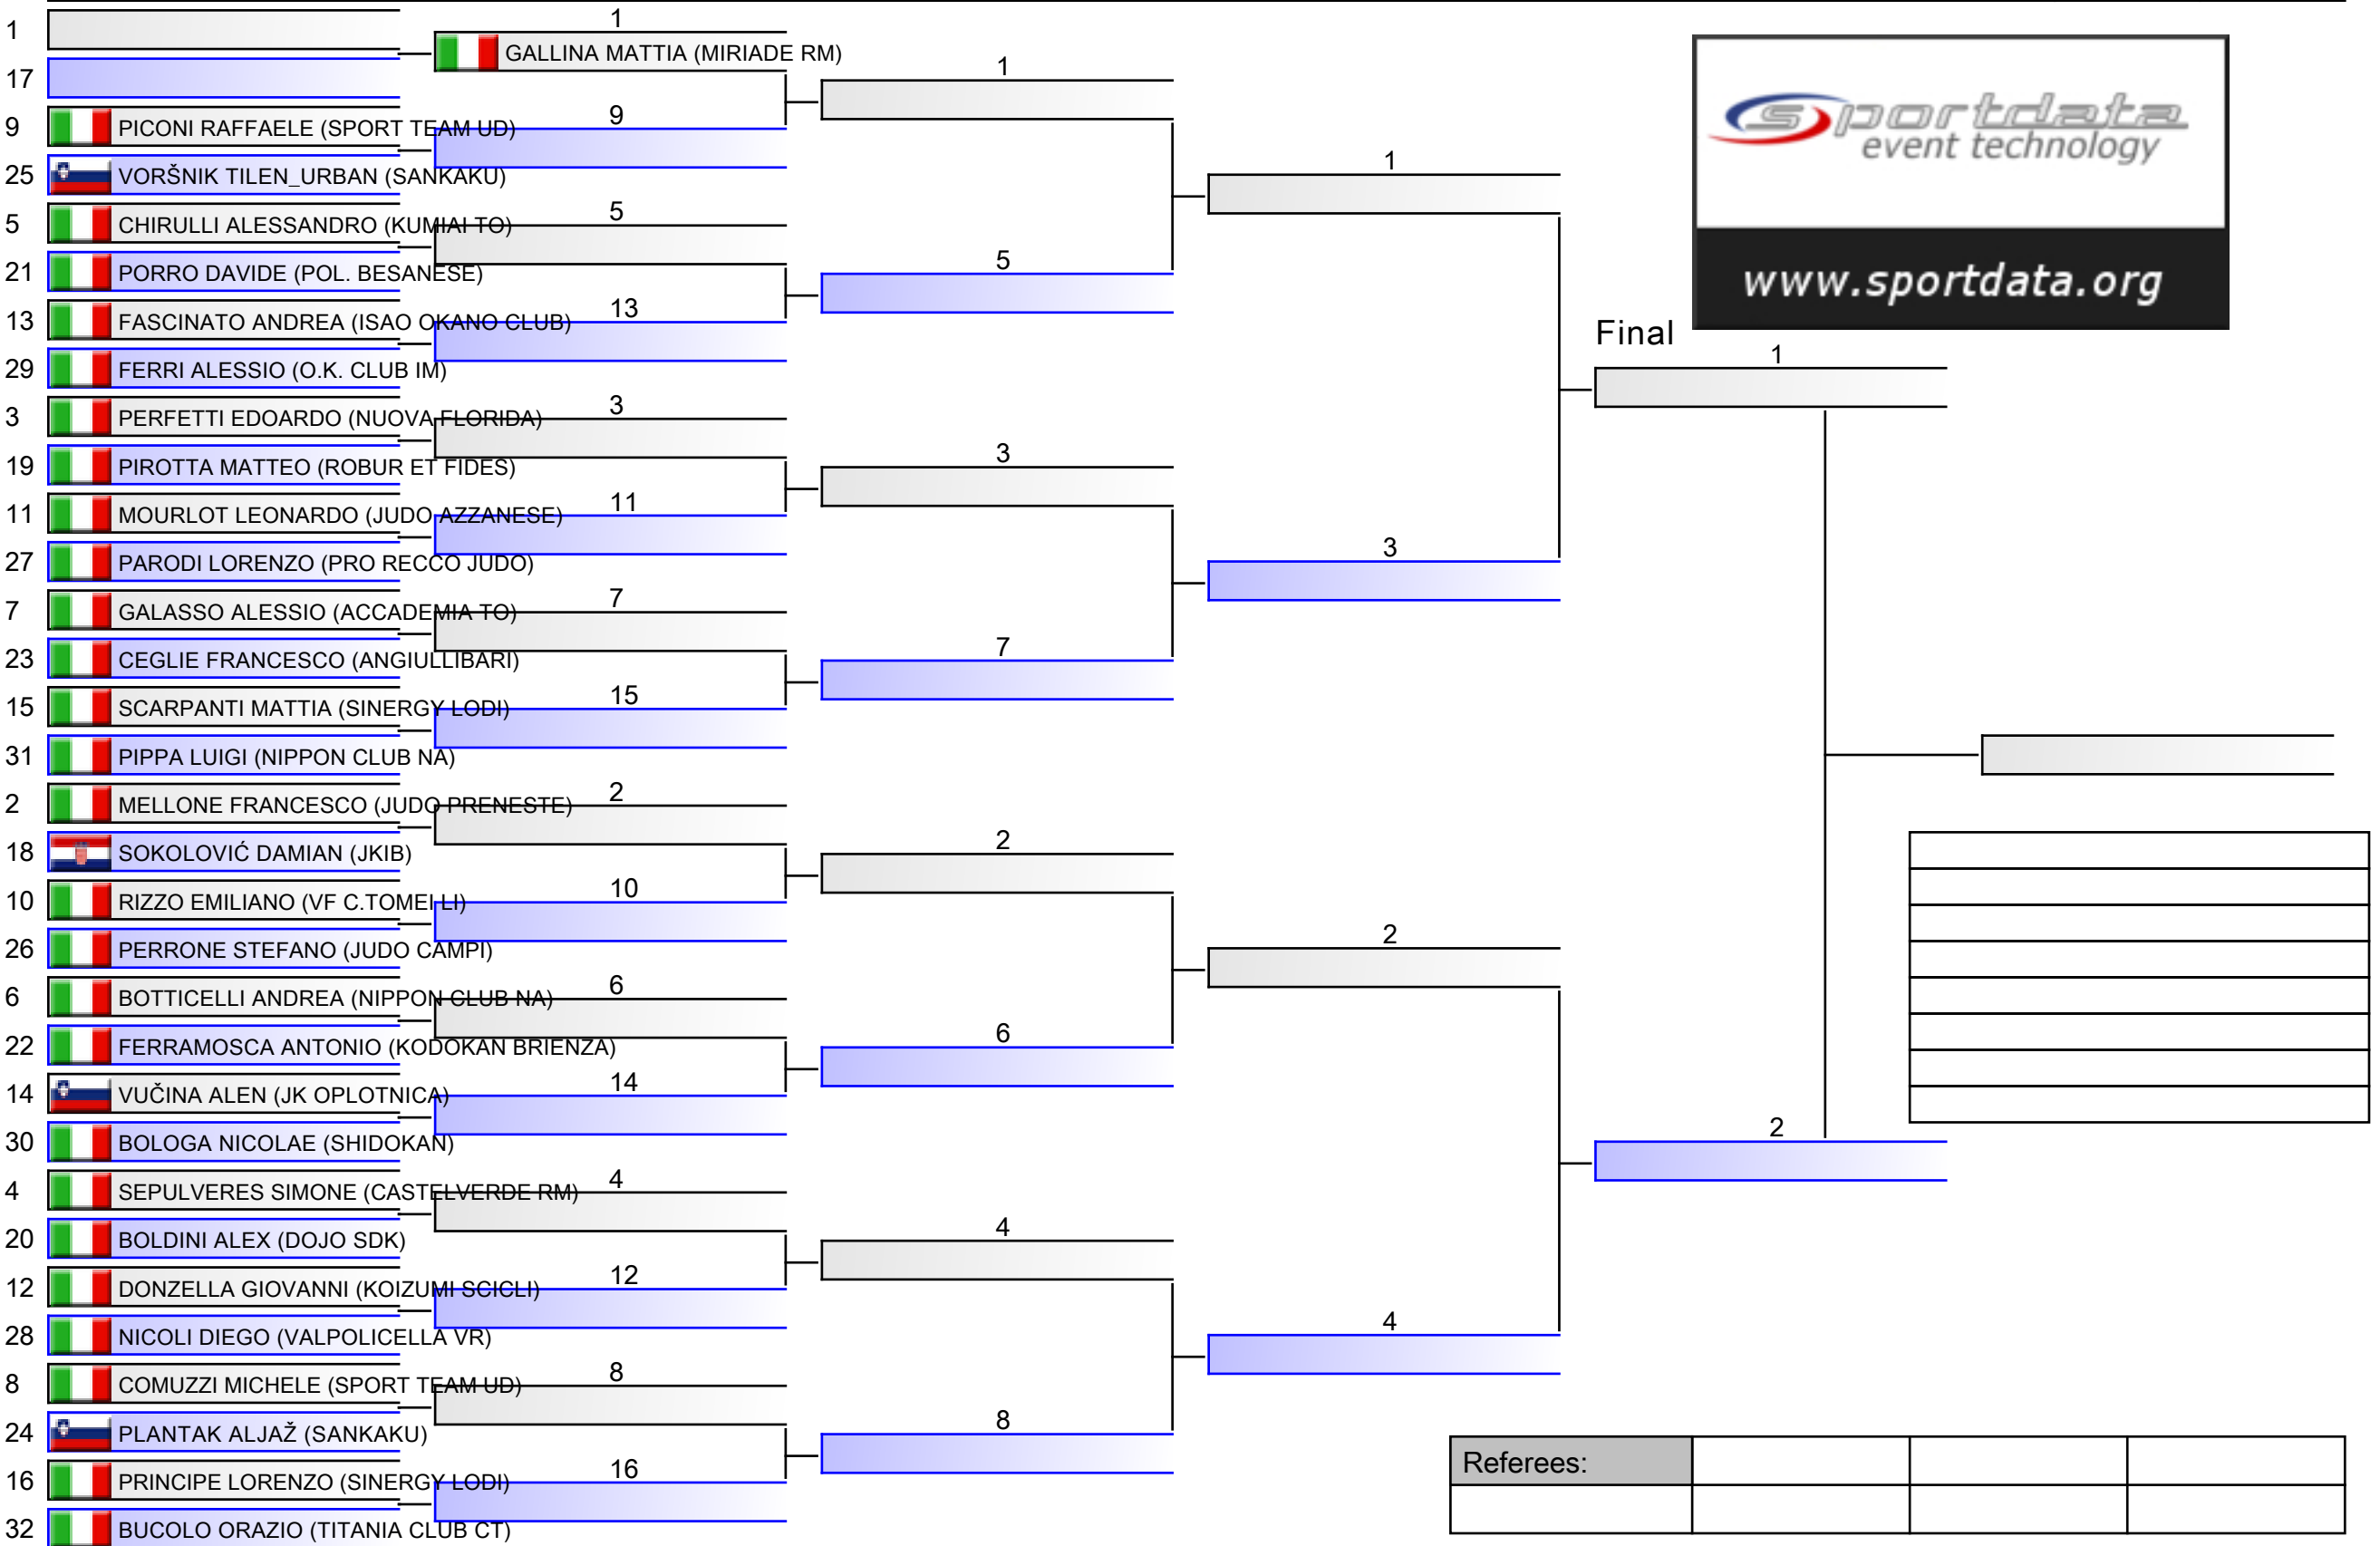 1
17
9 PICONI RAFFAELE (SPORT TEAM UD)
25 VORŠNIK TILEN_URBAN (SANKAKU)
5 CHIRULLI ALESSANDRO (KUMIAI TO)
21 PORRO DAVIDE (POL. BESANESE)
13 FASCINATO ANDREA (ISAO OKANO CLUB)
29 FERRI ALESSIO (O.K. CLUB IM)
3 PERFETTI EDOARDO (NUOVA FLORIDA)
19 PIROTTA MATTEO (ROBUR ET FIDES)
11 MOURLOT LEONARDO (JUDO AZZANESE)
27 PARODI LORENZO (PRO RECCO JUDO)
7 GALASSO ALESSIO (ACCADEMIA TO)
23 CEGLIE FRANCESCO (ANGIULLIBARI)
15 SCARPANTI MATTIA (SINERGY LODI)
31 PIPPA LUIGI (NIPPON CLUB NA)
2 MELLONE FRANCESCO (JUDO PRENESTE)
18 SOKOLOVIĆ DAMIAN (JKIB)
10 RIZZO EMILIANO (VF C.TOMEI LI)
26 PERRONE STEFANO (JUDO CAMPI)
6 BOTTICELLI ANDREA (NIPPON CLUB NA)
22 FERRAMOSCA ANTONIO (KODOKAN BRIENZA)
14 VUČINA ALEN (JK OPLOTNICA)
30 BOLOGA NICOLAE (SHIDOKAN)
4 SEPULVERES SIMONE (CASTELVERDE RM)
20 BOLDINI ALEX (DOJO SDK)
12 DONZELLA GIOVANNI (KOIZUMI SCICLI)
28 NICOLI DIEGO (VALPOLICELLA VR)
8 COMUZZI MICHELE (SPORT TEAM UD)
24 PLANTAK ALJAŽ (SANKAKU)
16 PRINCIPE LORENZO (SINERGY LODI)
32 BUCOLO ORAZIO (TITANIA CLUB CT)
1
GALLINA MATTIA (MIRIADE RM)
9
5
13
3
11
7
15
2
10
6
14
4
12
8
16
1
5
3
7
2
6
4
8
1
3
2
4
Final
1
2
sportdata
event technology
www.sportdata.org
Referees: